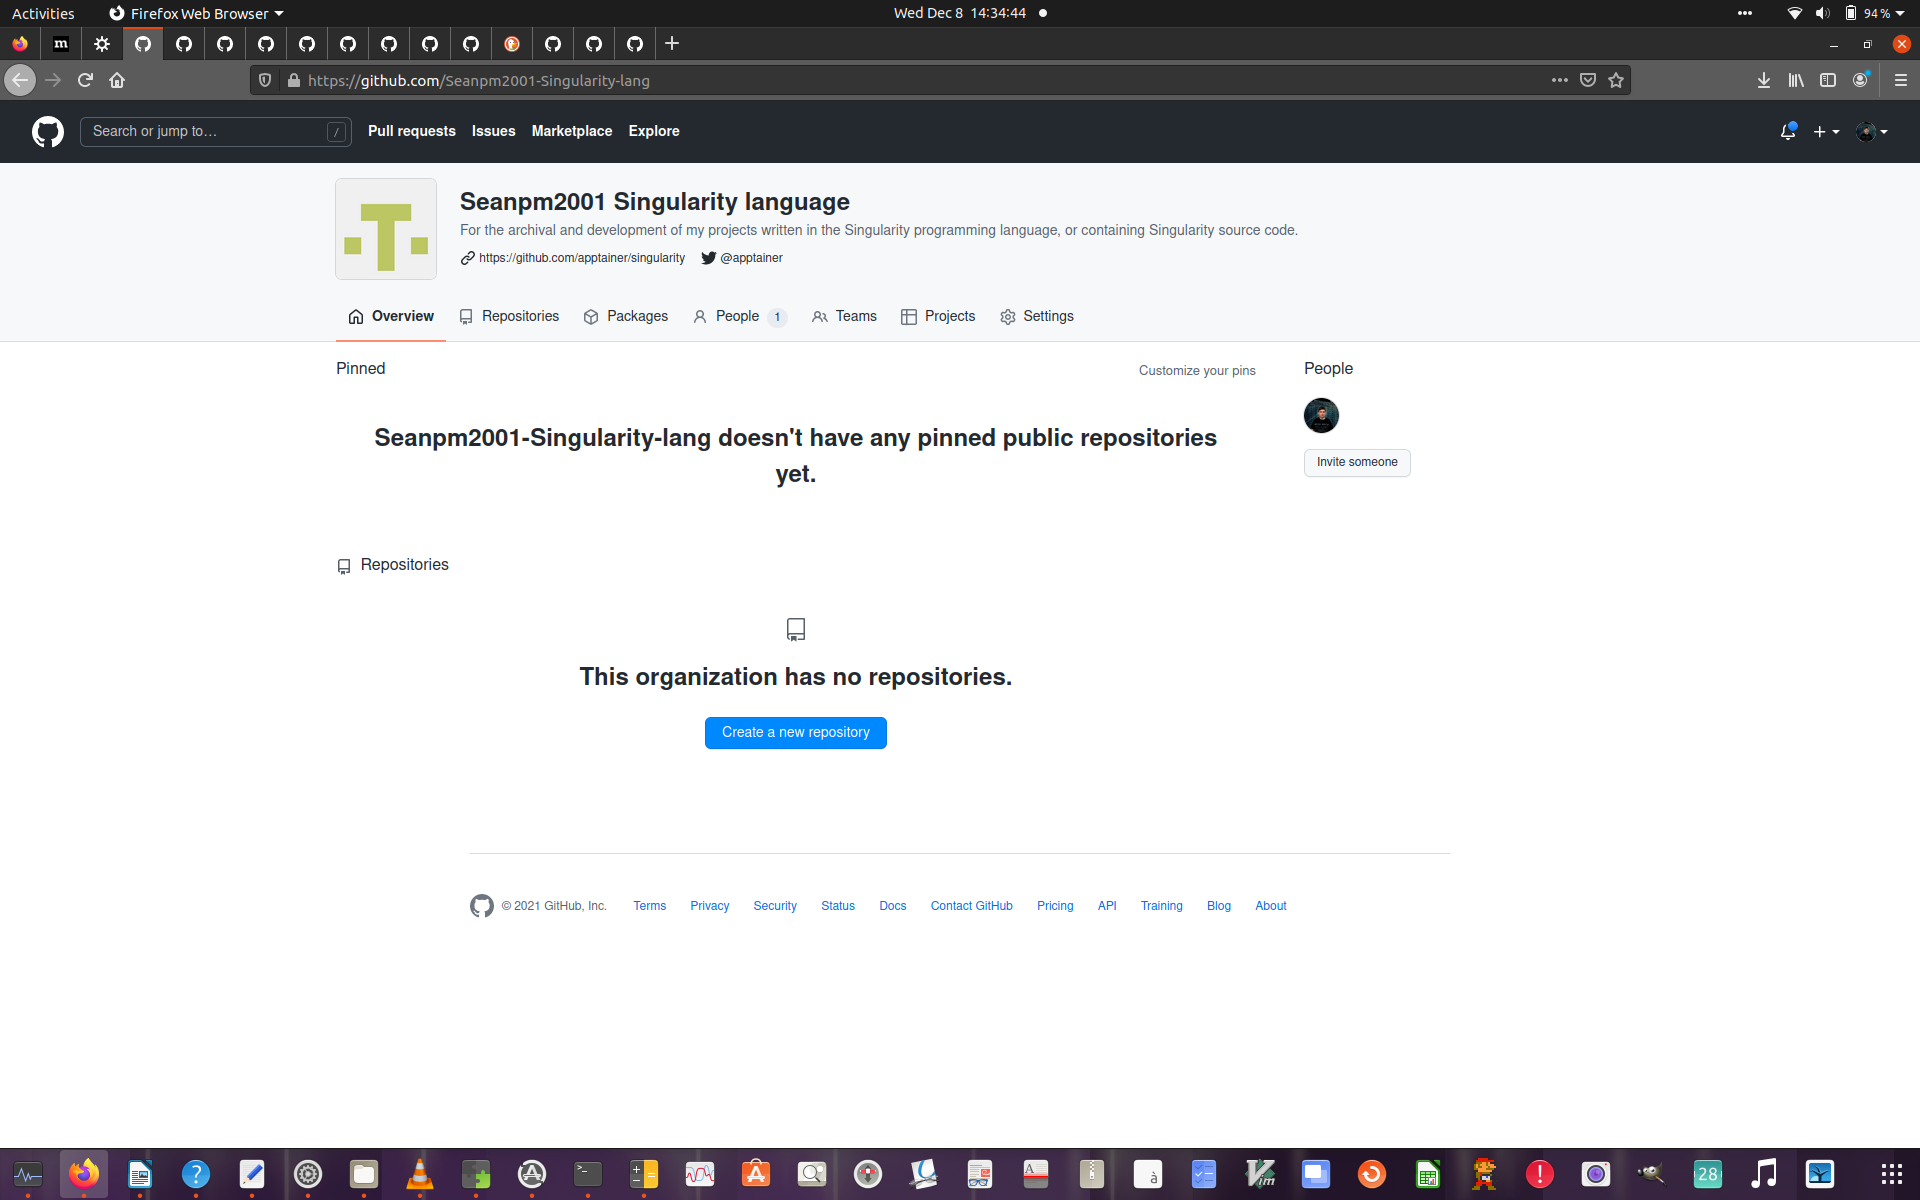 Activities Firefox Web Browser Wed Dec 8 14:34:44 94 %
https://github.com/Seanpm2001-Singularity-lang
Search or jump to… / Pull requests Issues Marketplace Explore
Seanpm2001 Singularity language
For the archival and development of my projects written in the Singularity programming language, or containing Singularity source code.
https://github.com/apptainer/singularity @apptainer
Overview Repositories Packages People 1 Teams Projects Settings
Pinned Customize your pins People
Seanpm2001-Singularity-lang doesn't have any pinned public repositories
yet.
Invite someone
Repositories
This organization has no repositories.
Create a new repository
© 2021 GitHub, Inc. Terms Privacy Security Status Docs Contact GitHub Pricing API Training Blog About
28